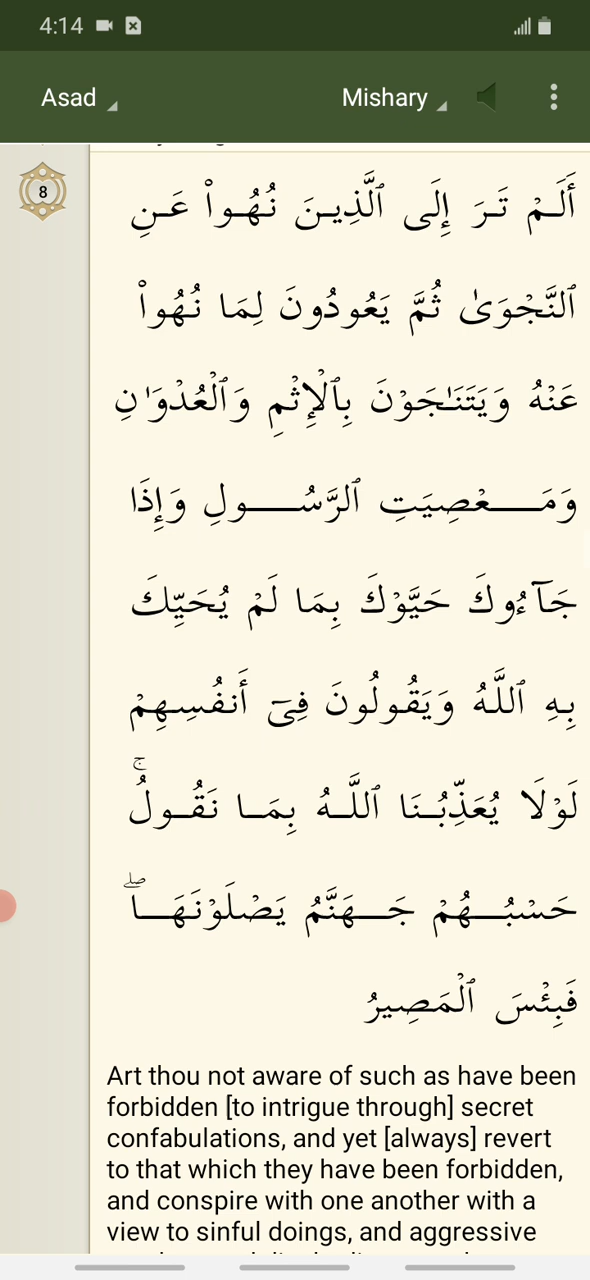 4:14
Asad
Mishary
8
أَلَمْ تَرَ إِلَى ٱلَّذِينَ نُهُوا۟ عَنِ
ٱلنَّجْوَىٰ ثُمَّ يَعُودُونَ لِمَا نُهُوا۟
عَنْهُ وَيَتَنَـٰجَوْنَ بِٱلْإِثْمِ وَٱلْعُدْوَٰنِ
وَمَعْصِيَتِ ٱلرَّسُولِ وَإِذَا
جَآءُوكَ حَيَّوْكَ بِمَا لَمْ يُحَيِّكَ
بِهِ ٱللَّهُ وَيَقُولُونَ فِىٓ أَنفُسِهِمْ
لَوْلَا يُعَذِّبُنَا ٱللَّهُ بِمَا نَقُولُ ۚ
حَسْبُهُمْ جَهَنَّمُ يَصْلَوْنَهَا ۖ
فَبِئْسَ ٱلْمَصِيرُ
Art thou not aware of such as have been
forbidden [to intrigue through] secret
confabulations, and yet [always] revert
to that which they have been forbidden,
and conspire with one another with a
view to sinful doings, and aggressive